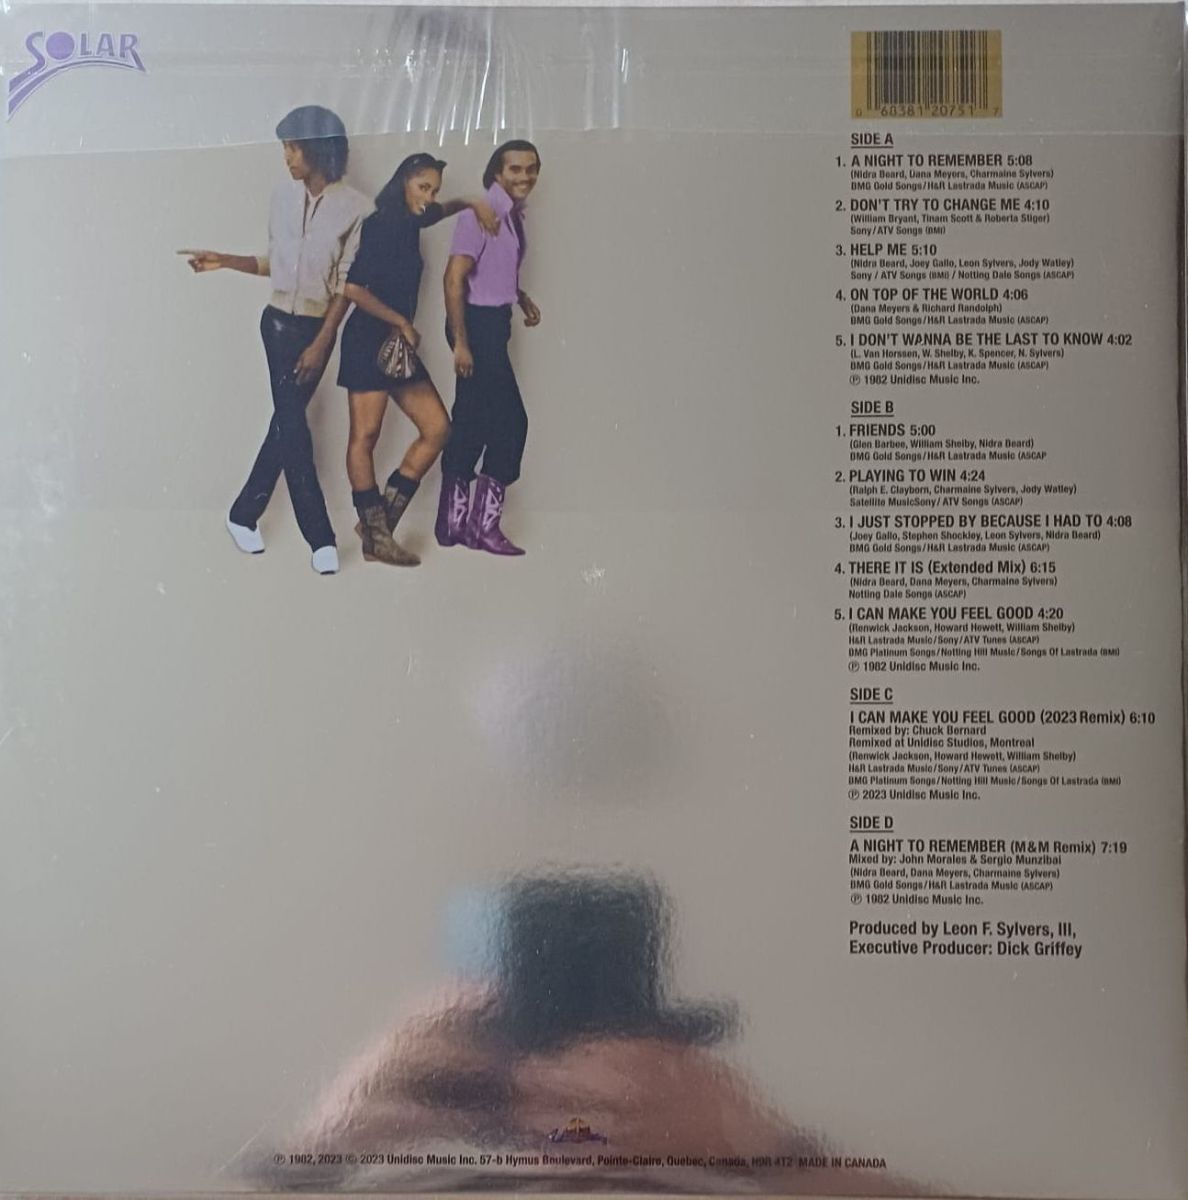 SOLAR
0 68381 20751 7
SIDE A
1. A NIGHT TO REMEMBER 5:08
(Nidra Beard, Dana Meyers, Charmaine Sylvers)
BMG Gold Songs/H&R Lastrada Music (ASCAP)
2. DON'T TRY TO CHANGE ME 4:10
(William Bryant, Tinam Scott & Roberta Stiger)
Sony/ATV Songs (BMI)
3. HELP ME 5:10
(Nidra Beard, Joey Gallo, Leon Sylvers, Jody Watley)
Sony / ATV Songs (BMI) / Notting Dale Songs (ASCAP)
4. ON TOP OF THE WORLD 4:06
(Dana Meyers & Richard Randolph)
BMG Gold Songs/H&R Lastrada Music (ASCAP)
5. I DON'T WANNA BE THE LAST TO KNOW 4:02
(L. Van Horssen, W. Shelby, K. Spencer, N. Sylvers)
BMG Gold Songs/H&R Lastrada Music (ASCAP)
℗ 1982 Unidisc Music Inc.
SIDE B
1. FRIENDS 5:00
(Glen Barbee, William Shelby, Nidra Beard)
BMG Gold Songs/H&R Lastrada Music (ASCAP
2. PLAYING TO WIN 4:24
(Ralph E. Clayborn, Charmaine Sylvers, Jody Watley)
Satellite MusicSony/ ATV Songs (ASCAP)
3. I JUST STOPPED BY BECAUSE I HAD TO 4:08
(Joey Gallo, Stephen Shockley, Leon Sylvers, Nidra Beard)
BMG Gold Songs/H&R Lastrada Music (ASCAP)
4. THERE IT IS (Extended Mix) 6:15
(Nidra Beard, Dana Meyers, Charmaine Sylvers)
Notting Dale Songs (ASCAP)
5. I CAN MAKE YOU FEEL GOOD 4:20
(Renwick Jackson, Howard Hewett, William Shelby)
H&R Lastrada Music/Sony/ATV Tunes (ASCAP)
BMG Platinum Songs/Notting Hill Music/Songs Of Lastrada (BMI)
℗ 1982 Unidisc Music Inc.
SIDE C
I CAN MAKE YOU FEEL GOOD (2023 Remix) 6:10
Remixed by: Chuck Bernard
Remixed at Unidisc Studios, Montreal
(Renwick Jackson, Howard Hewett, William Shelby)
H&R Lastrada Music/Sony/ATV Tunes (ASCAP)
BMG Platinum Songs/Notting Hill Music/Songs Of Lastrada (BMI)
℗ 2023 Unidisc Music Inc.
SIDE D
A NIGHT TO REMEMBER (M&M Remix) 7:19
Mixed by: John Morales & Sergio Munzibai
(Nidra Beard, Dana Meyers, Charmaine Sylvers)
BMG Gold Songs/H&R Lastrada Music (ASCAP)
℗ 1982 Unidisc Music Inc.
Produced by Leon F. Sylvers, III,
Executive Producer: Dick Griffey
℗ 1982, 2023 © 2023 Unidisc Music Inc. 57-b Hymus Boulevard, Pointe-Claire, Quebec, Canada, H9R 4T2 MADE IN CANADA